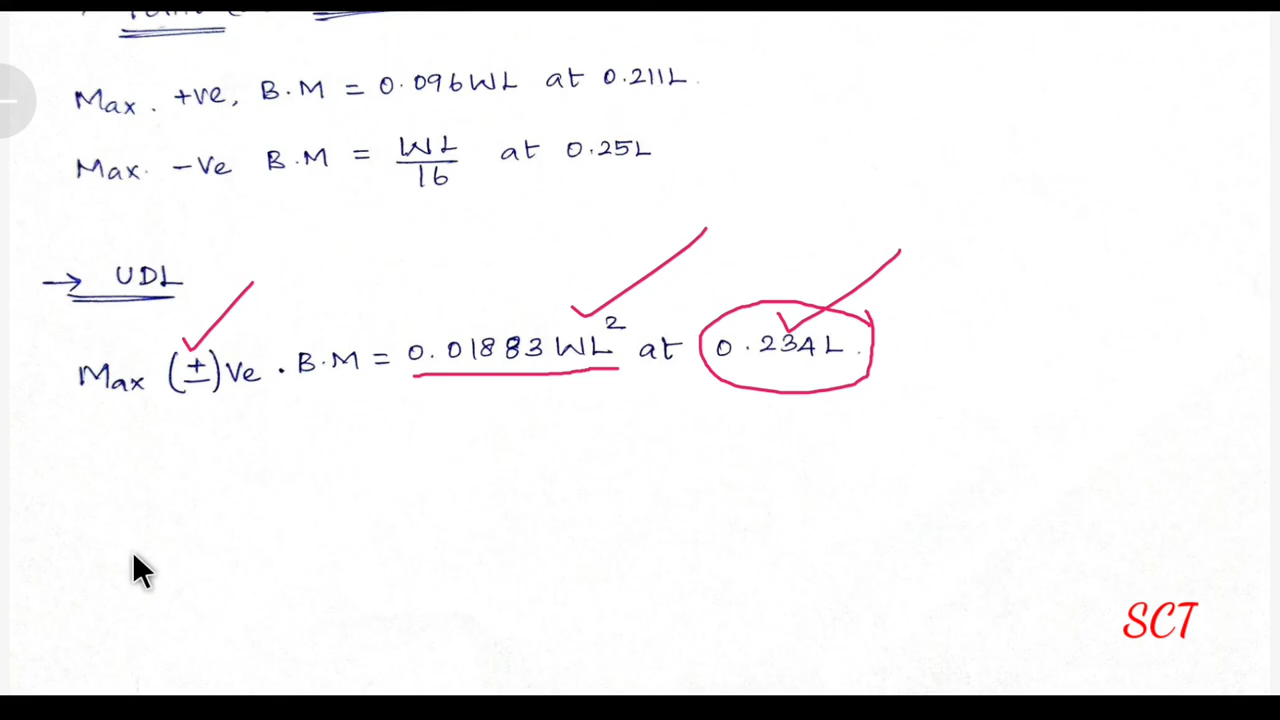 Max. +ve, B.M = 0.096WL at 0.211L.
Max. -ve B.M = WL/16 at 0.25L
→ UDL
Max (±)Ve . B.M = 0.01883 WL² at 0.234L.
SCT